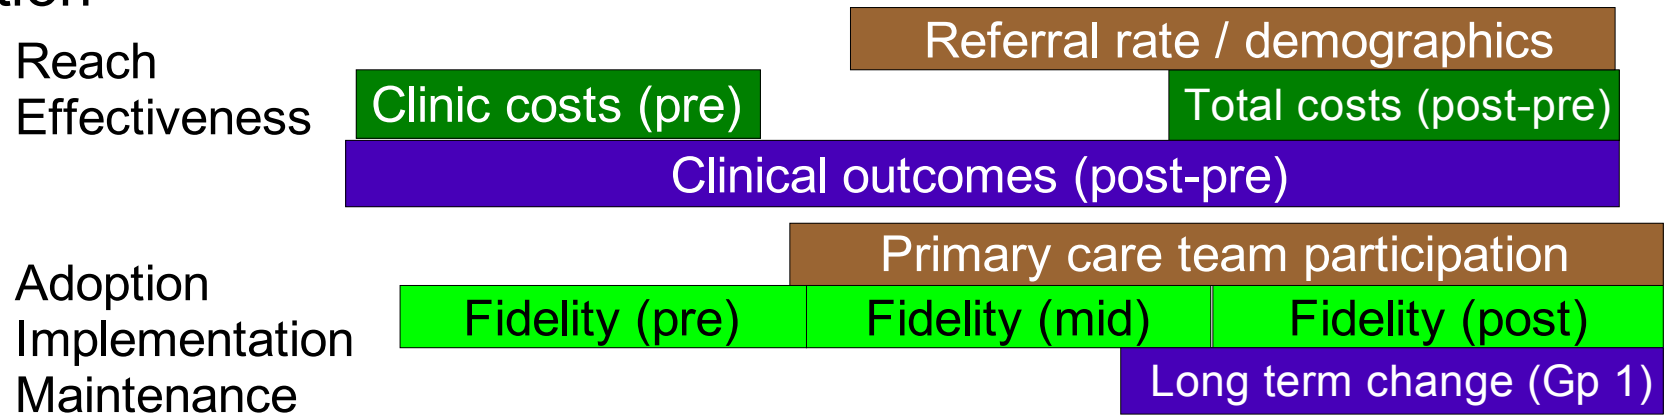 Referral rate / demographics
Reach
Effectiveness
Clinic costs (pre)
Total costs (post-pre)
Clinical outcomes (post-pre)
Primary care team participation
Adoption
Fidelity (pre)
Fidelity (mid)
Fidelity (post)
Implementation
Long term change (Gp 1)
Maintenance